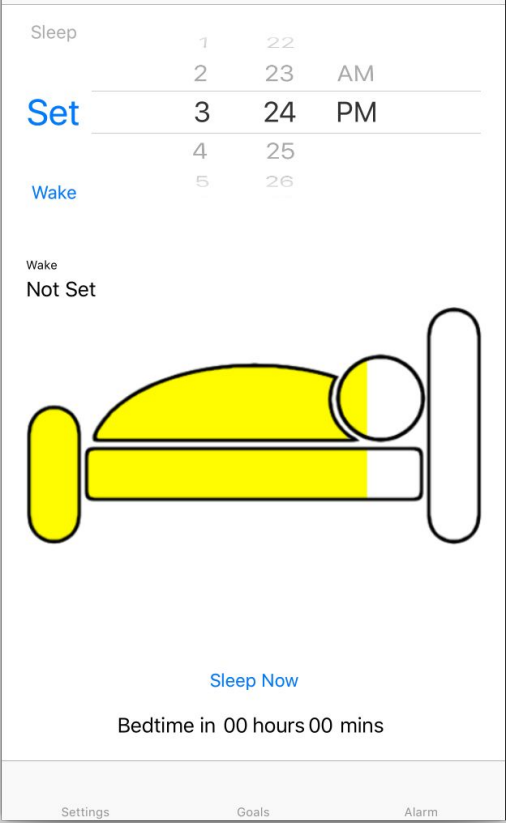 Sleep
1 22
2 23 AM
Set 3 24 PM
4 25
Wake 5 26
Wake
Not Set
Sleep Now
Bedtime in 00 hours 00 mins
Settings Goals Alarm